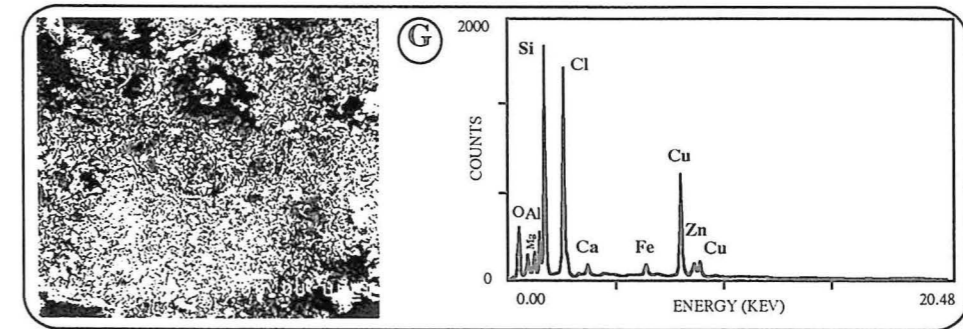 G
2000
COUNTS
0
Si
Cl
O Al
Mg
Ca
Fe
Cu
Zn
Cu
0.00
ENERGY (KEV)
20.48